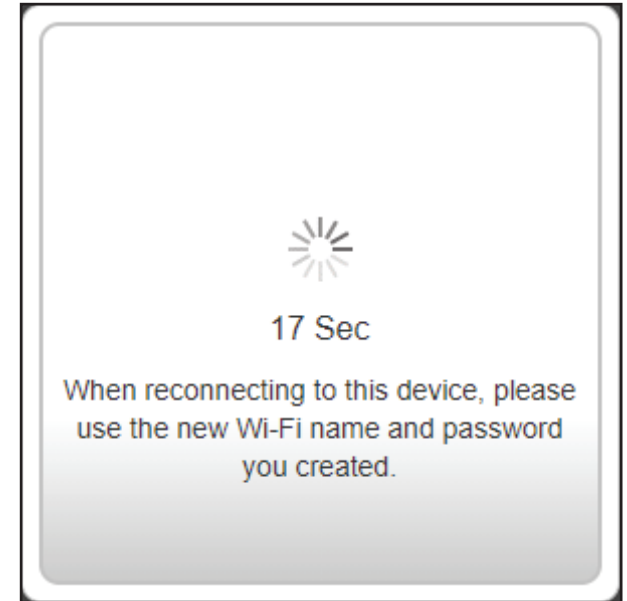 17 Sec
When reconnecting to this device, please
use the new Wi-Fi name and password
you created.